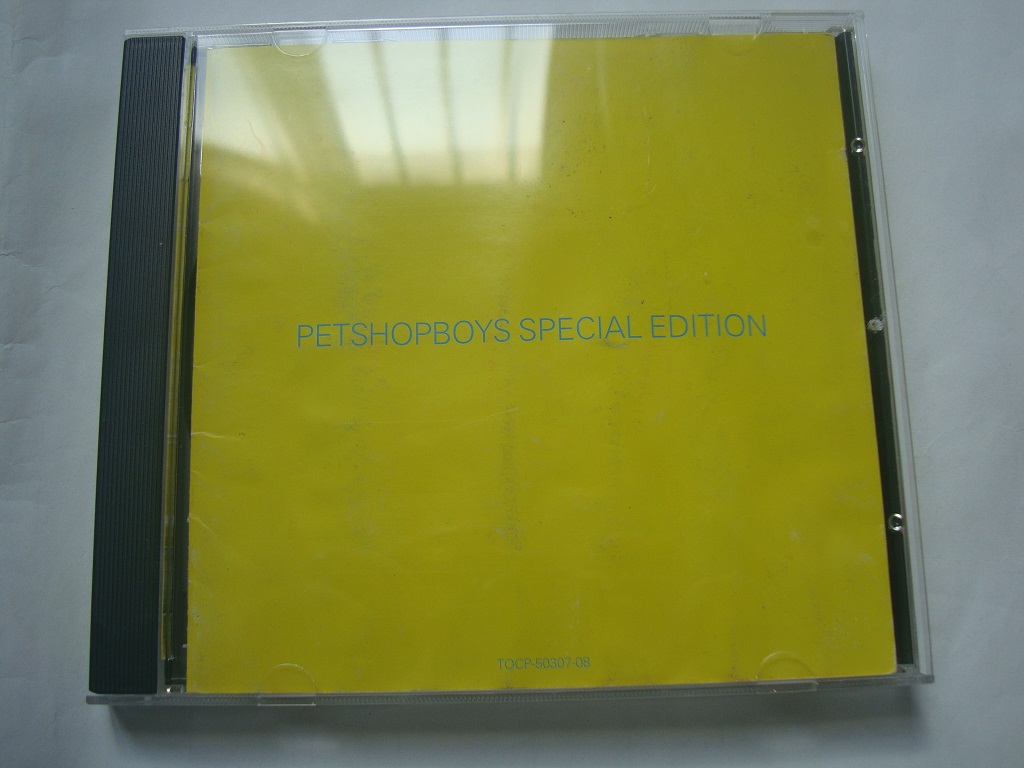 PETSHOPBOYS SPECIAL EDITION
TOCP-50307-08